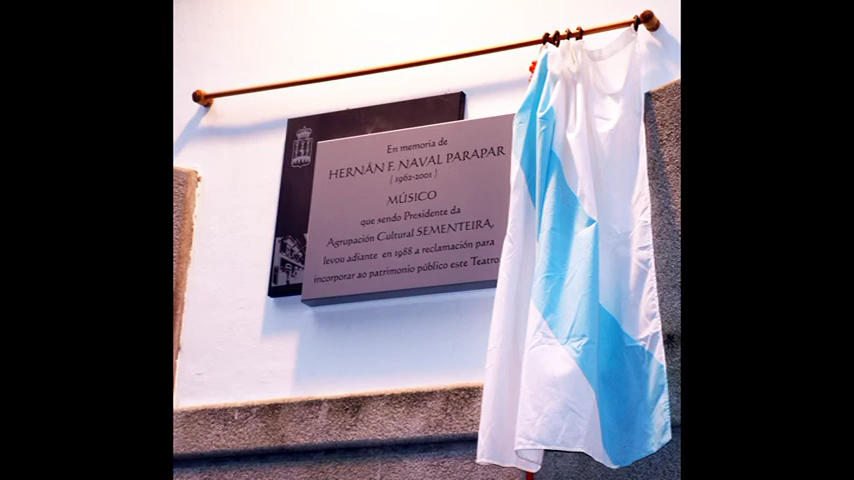 En memoria de
HERNÁN F. NAVAL PARAPAR
(1962-2001)
MÚSICO
que sendo Presidente da
Agrupación Cultural SEMENTEIRA,
levou adiante en 1988 a reclamación para
incorporar ao patrimonio público este Teatro